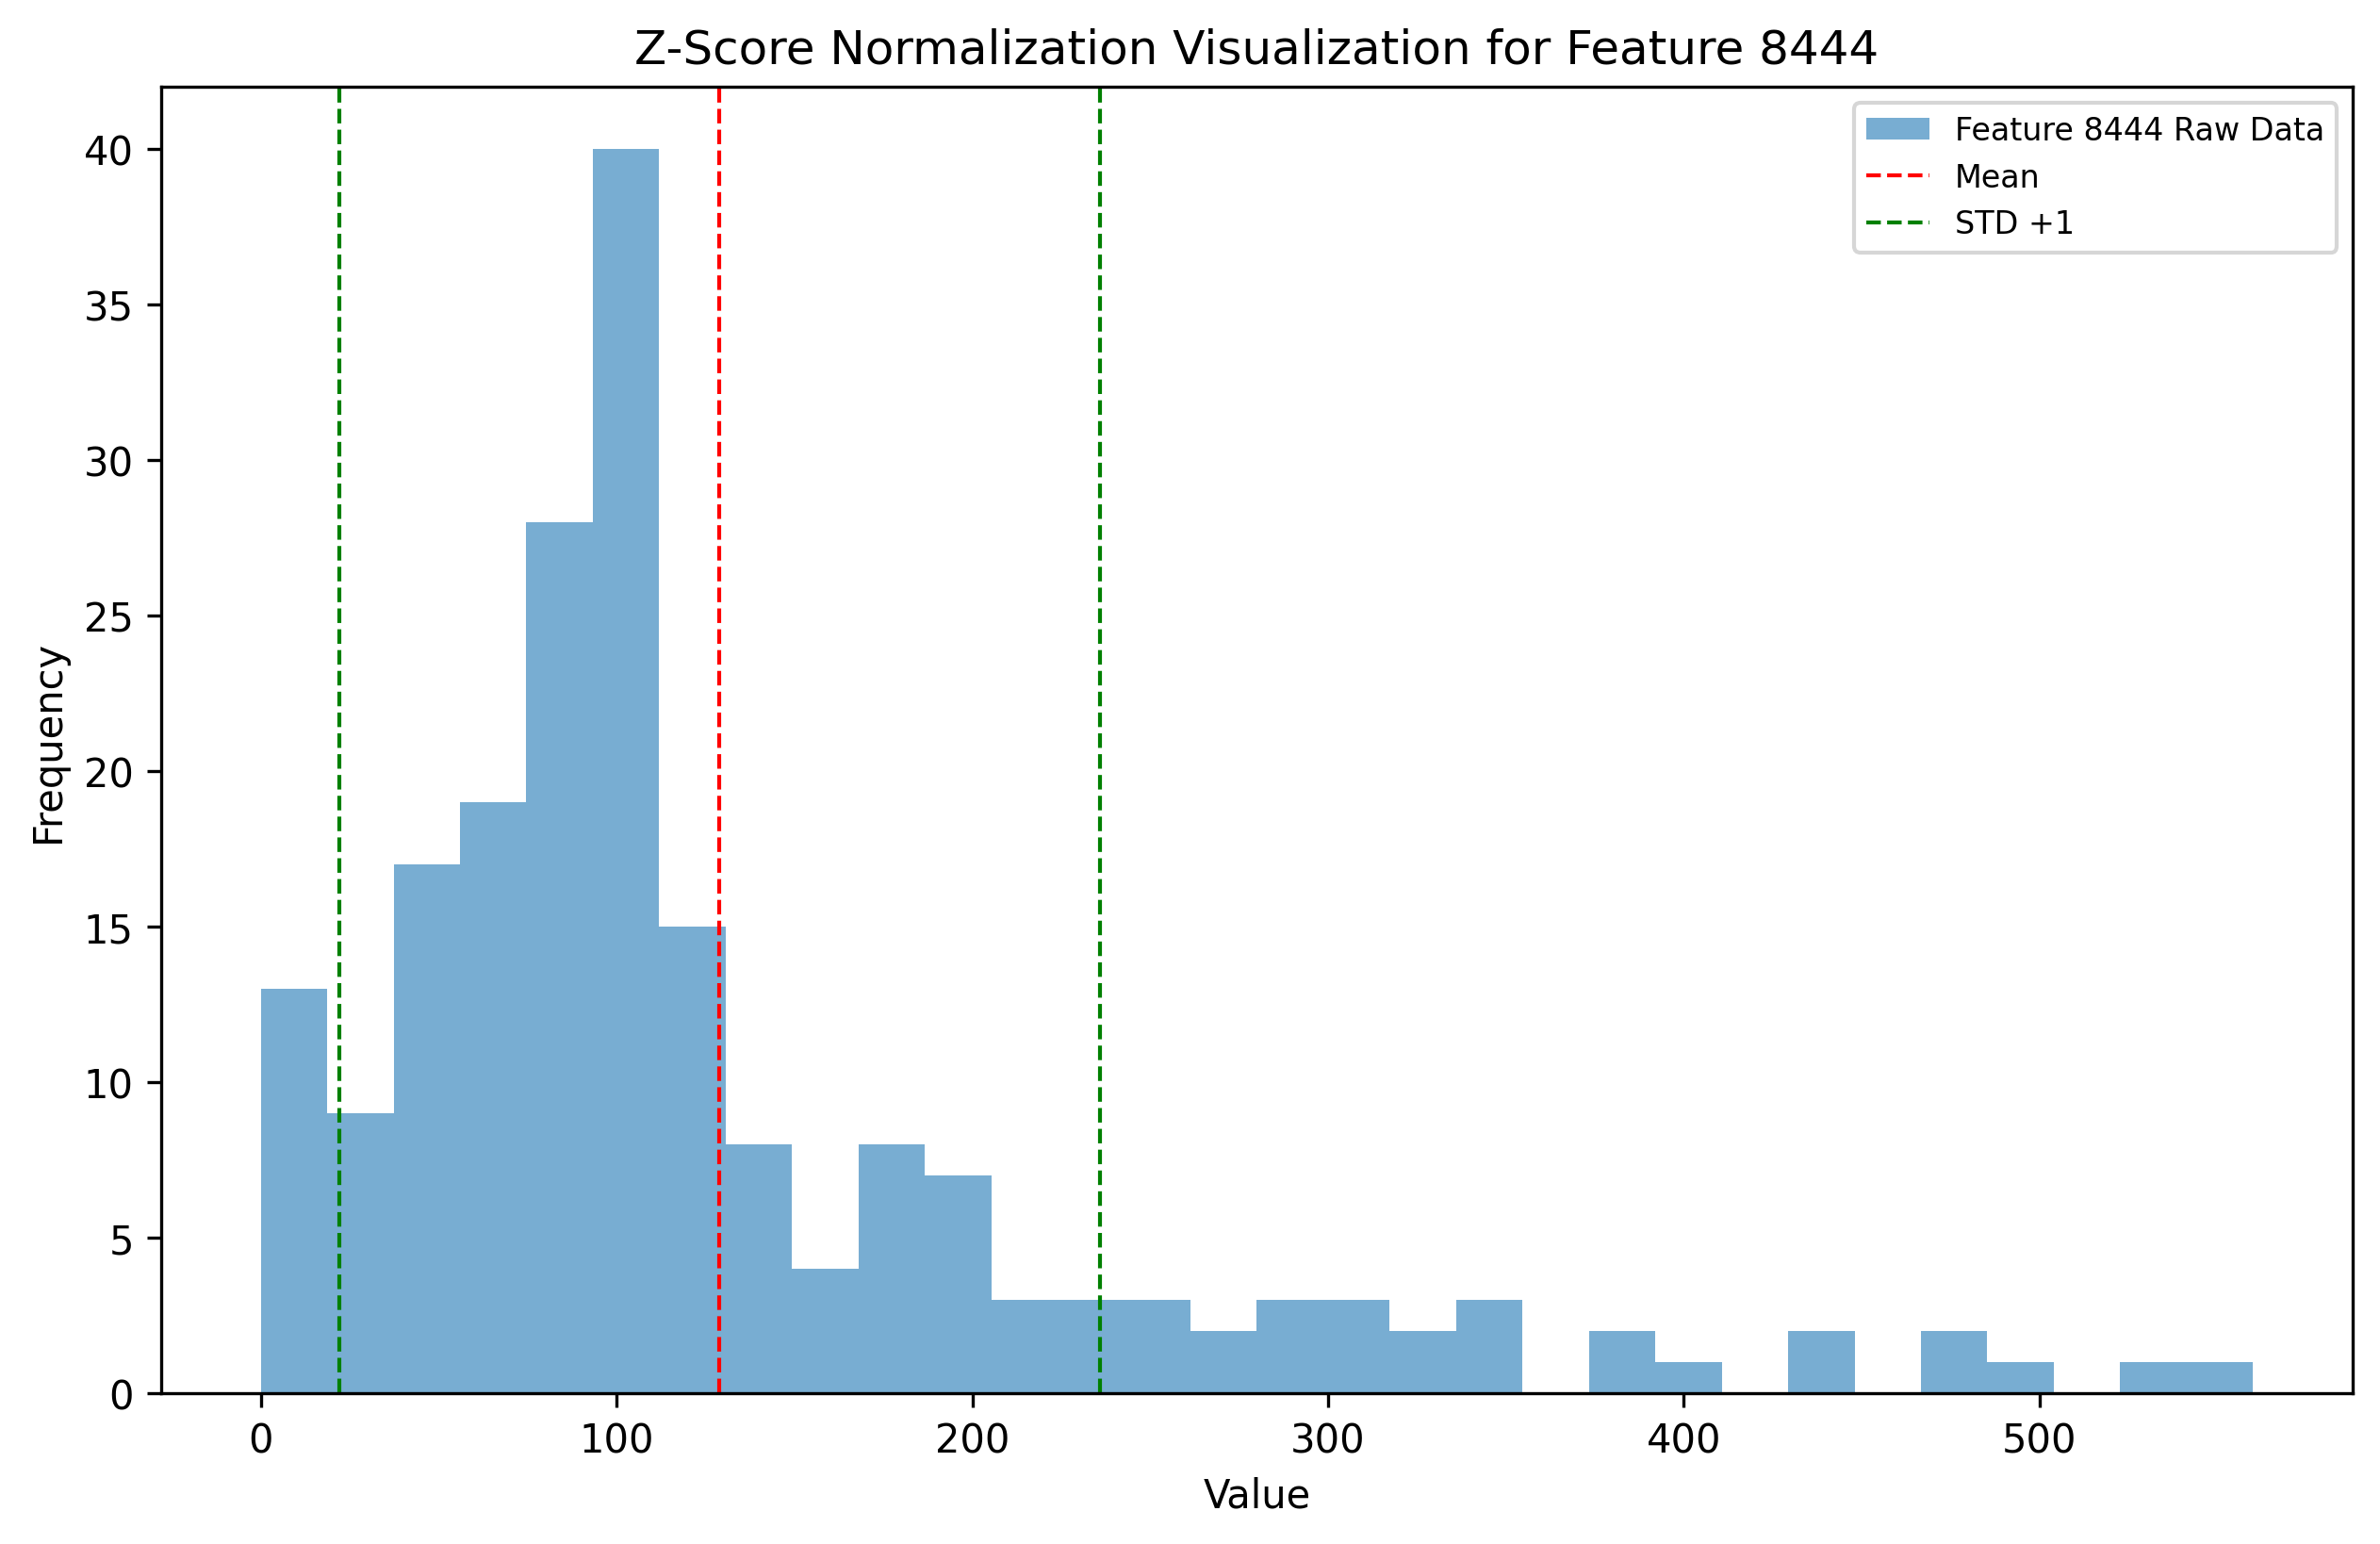 Z-Score Normalization Visualization for Feature 8444
Feature 8444 Raw Data
Mean
STD +1
40
35
30
25
20
15
10
5
0
Frequency
0 100 200 300 400 500
Value